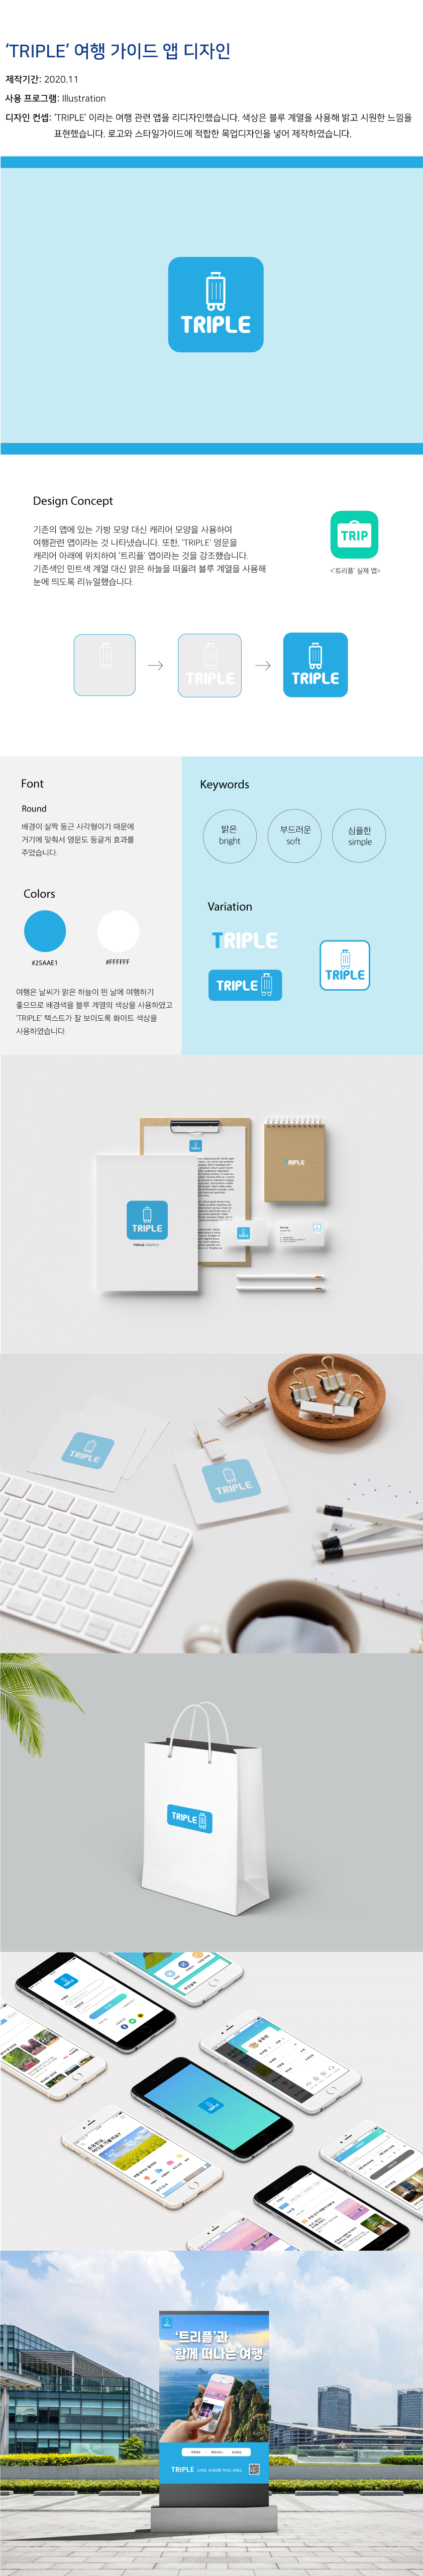 ‘TRIPLE’ 여행 가이드 앱 디자인
제작기간: 2020.11
사용 프로그램: Illustration
디자인 컨셉: ‘TRIPLE’ 이라는 여행 관련 앱을 리디자인했습니다. 색상은 블루 계열을 사용해 밝고 시원한 느낌을
표현했습니다. 로고와 스타일가이드에 적합한 목업디자인을 넣어 제작하였습니다.
TRIPLE
Design Concept
기존의 앱에 있는 가방 모양 대신 캐리어 모양을 사용하여
여행관련 앱이라는 것 나타냈습니다. 또한, ‘TRIPLE’ 영문을
캐리어 아래에 위치하여 ‘트리플’ 앱이라는 것을 강조했습니다.
기존색인 민트색 계열 대신 맑은 하늘을 떠올려 블루 계열을 사용해
눈에 띄도록 리뉴얼했습니다.
TRIP
<‘트리플’ 실제 앱>
TRIPLE
TRIPLE
Font
Round
배경이 살짝 둥근 사각형이기 때문에
거기에 맞춰서 영문도 둥글게 효과를
주었습니다.
Colors
#25AAE1
#FFFFFF
여행은 날씨가 맑은 하늘이 띈 날에 여행하기
좋으므로 배경색을 블루 계열의 색상을 사용하였고
‘TRIPLE’ 텍스트가 잘 보이도록 화이트 색상을
사용하였습니다.
Keywords
밝은
bright
부드러운
soft
심플한
simple
Variation
TRIPLE
TRIPLE
TRIPLE
TRIPLE
TRIPLE
TRIPLE
TRIPLE
TRIPLE
TRIPLE
‘트리플’과
함께 떠나는 여행
TRIPLE